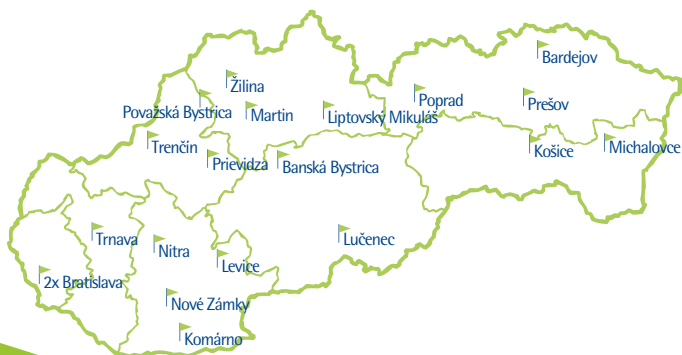 Bardejov
Žilina
Poprad
Prešov
Považská Bystrica
Martin
Liptovský Mikuláš
Trenčín
Košice
Michalovce
Prievidza
Banská Bystrica
Trnava
Nitra
Lučenec
Levice
2x Bratislava
Nové Zámky
Komárno